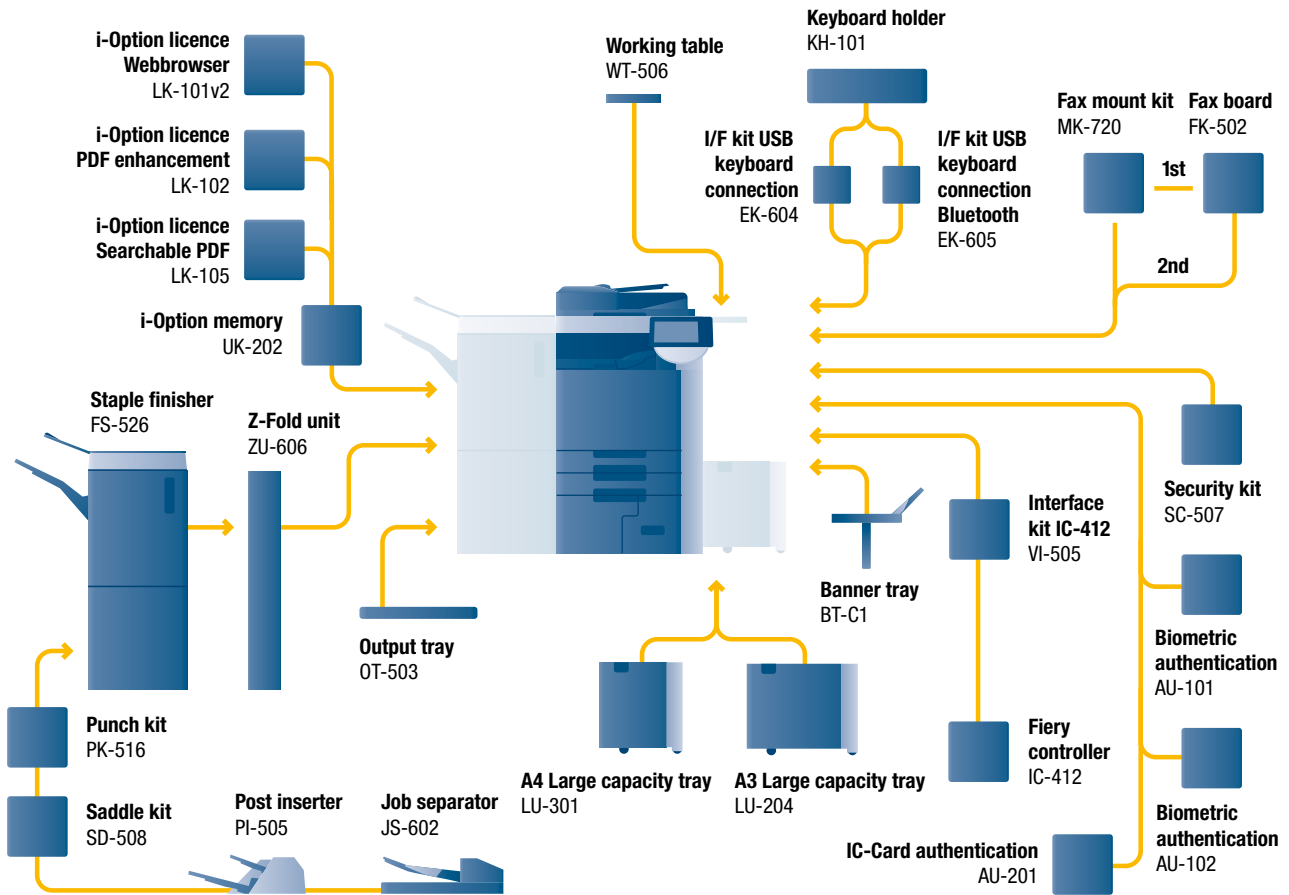 i-Option licence
Webbrowser
LK-101v2
i-Option licence
PDF enhancement
LK-102
i-Option licence
Searchable PDF
LK-105
i-Option memory
UK-202
Working table
WT-506
Keyboard holder
KH-101
I/F kit USB
keyboard
connection
EK-604
I/F kit USB
keyboard
connection
Bluetooth
EK-605
Fax mount kit
MK-720
Fax board
FK-502
1st
2nd
Staple finisher
FS-526
Z-Fold unit
ZU-606
Output tray
OT-503
Punch kit
PK-516
Saddle kit
SD-508
Post inserter
PI-505
Job separator
JS-602
A4 Large capacity tray
LU-301
A3 Large capacity tray
LU-204
Banner tray
BT-C1
Interface
kit IC-412
VI-505
Fiery
controller
IC-412
Security kit
SC-507
Biometric
authentication
AU-101
Biometric
authentication
AU-102
IC-Card authentication
AU-201